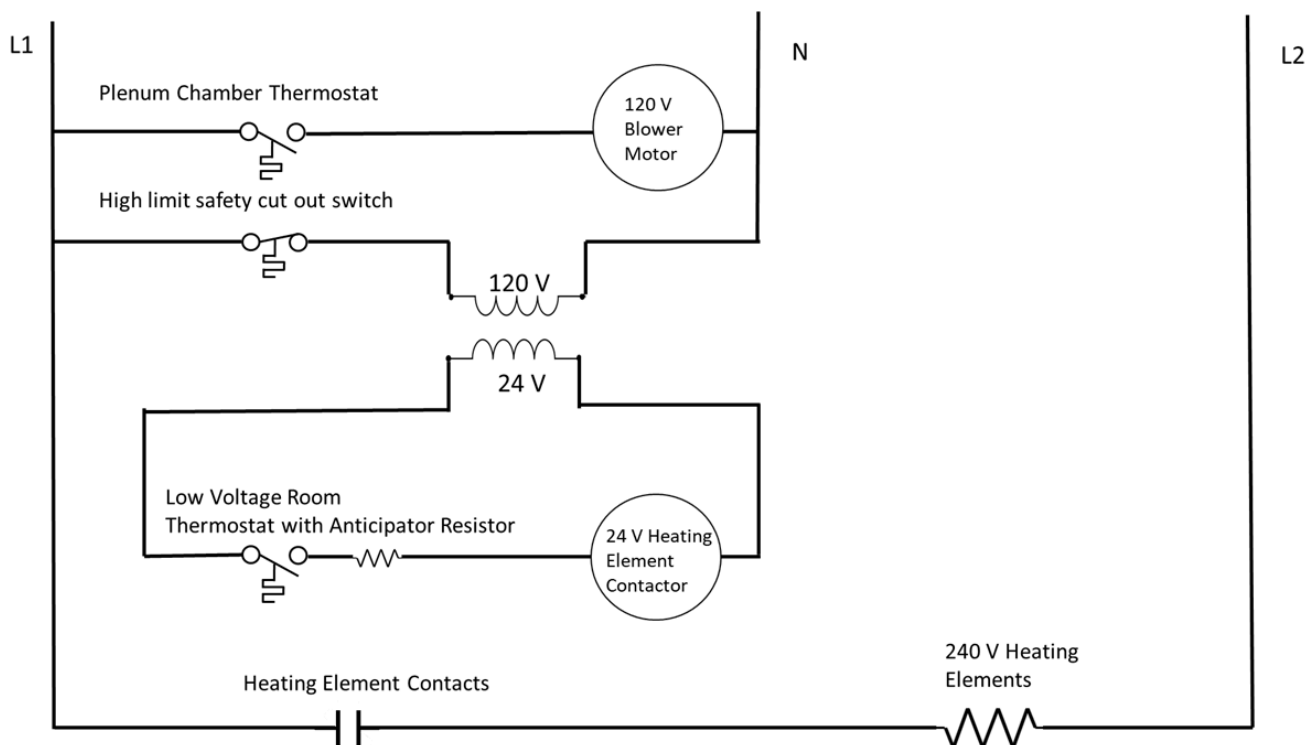 L1
N
L2
Plenum Chamber Thermostat
120 V
Blower
Motor
High limit safety cut out switch
120 V
24 V
Low Voltage Room
Thermostat with Anticipator Resistor
24 V Heating
Element
Contactor
240 V Heating
Elements
Heating Element Contacts